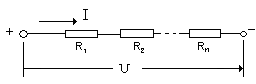 I
+ R₁ R₂ Rₙ −
U